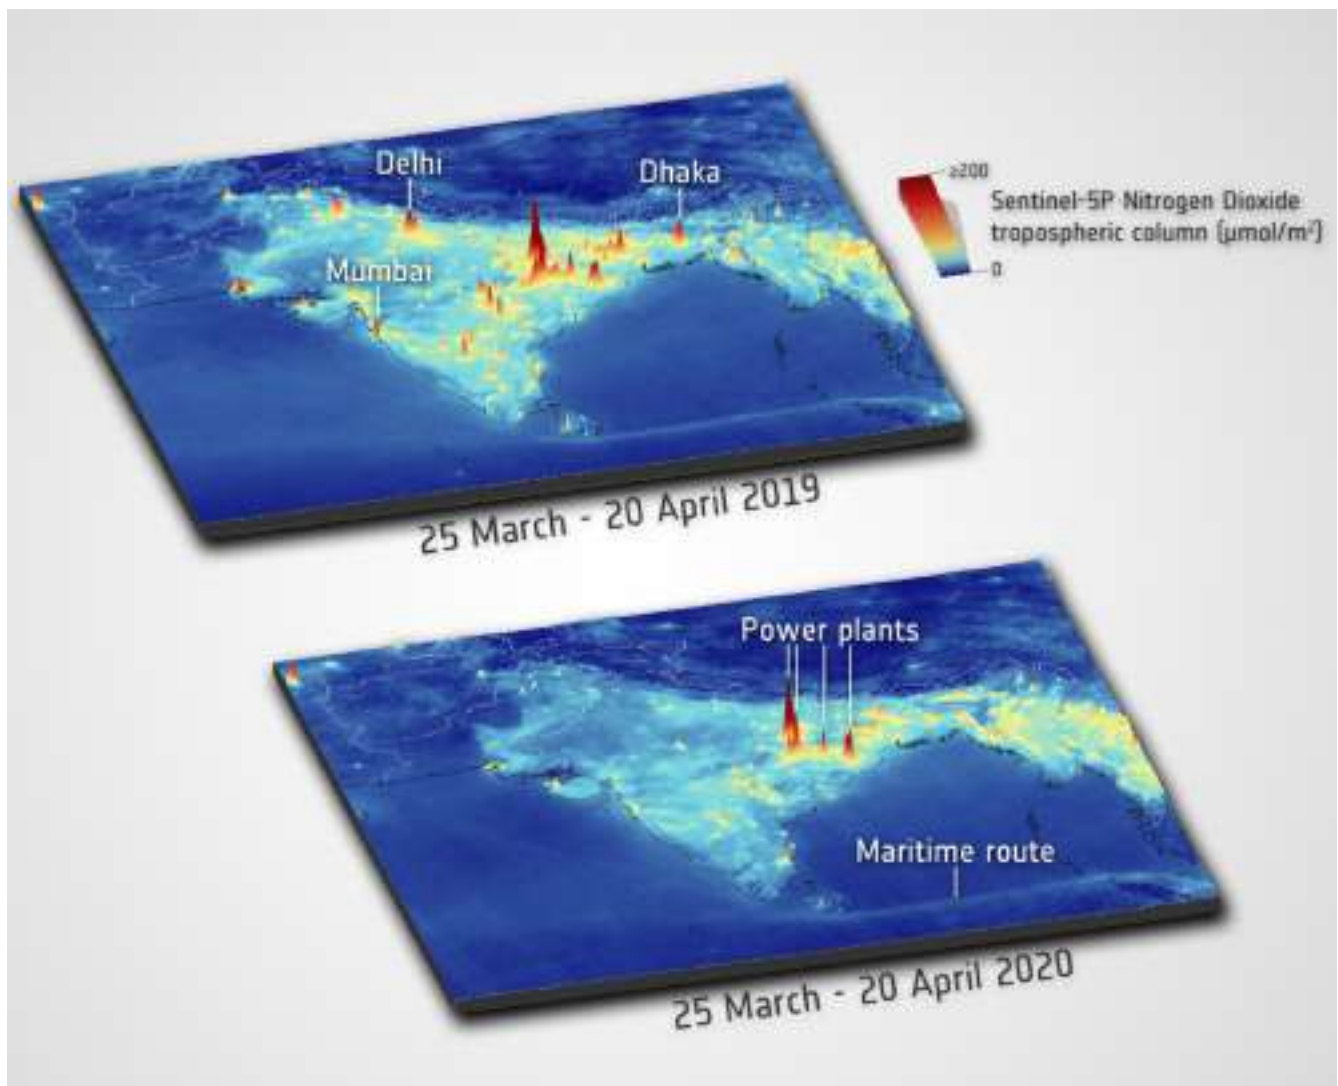 Delhi
Dhaka
Mumbai
≥200
Sentinel-5P Nitrogen Dioxide
tropospheric column (µmol/m²)
0
25 March - 20 April 2019
Power plants
Maritime route
25 March - 20 April 2020